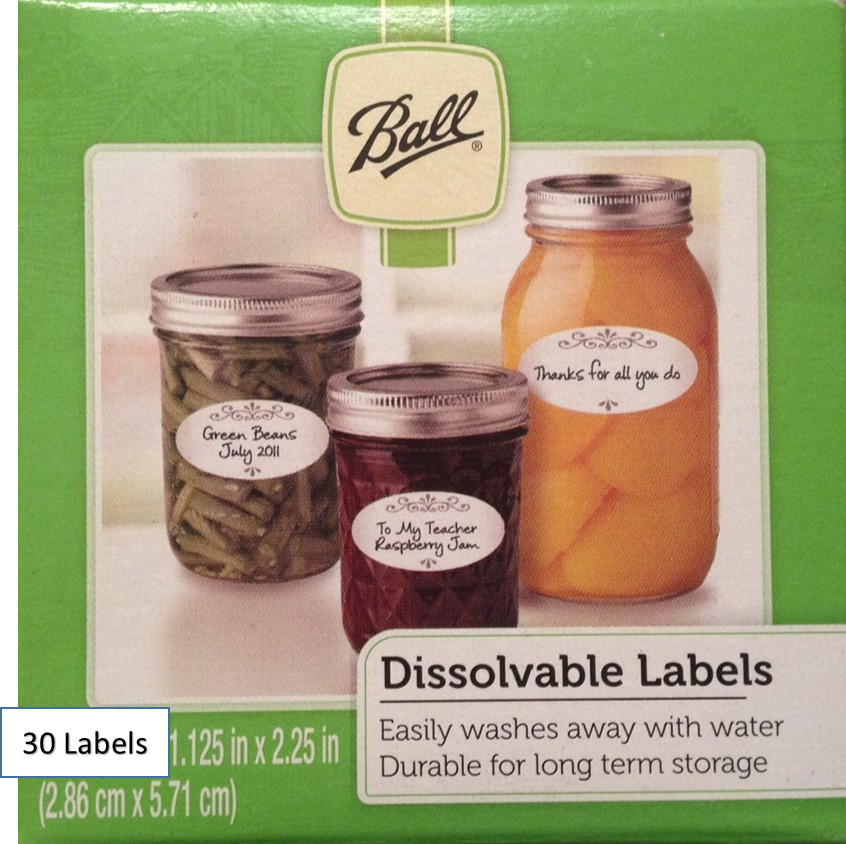 Ball®
Thanks for all you do
Green Beans
July 2011
To My Teacher
Raspberry Jam
Dissolvable Labels
Easily washes away with water
Durable for long term storage
30 Labels
1.125 in x 2.25 in
(2.86 cm x 5.71 cm)